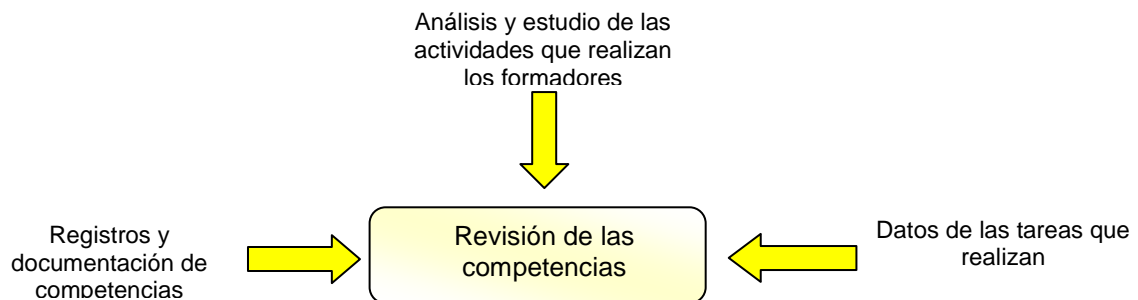 Análisis y estudio de las
actividades que realizan
los formadores
Registros y
documentación de
competencias
Revisión de las
competencias
Datos de las tareas que
realizan